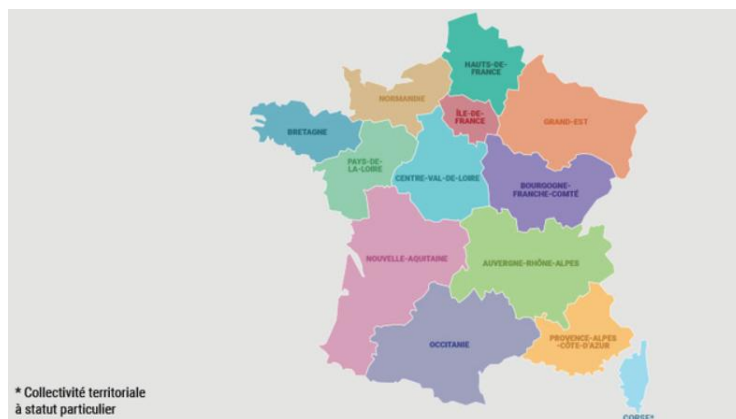 HAUTS-DE-
FRANCE
NORMANDIE
ÎLE-DE-
FRANCE
GRAND-EST
BRETAGNE
PAYS-DE-
LA-LOIRE
CENTRE-VAL-DE-LOIRE
BOURGOGNE-
FRANCHE-COMTÉ
NOUVELLE-AQUITAINE
AUVERGNE-RHÔNE-ALPES
OCCITANIE
PROVENCE-ALPES
-CÔTE-D'AZUR
CORSE*
* Collectivité territoriale
à statut particulier